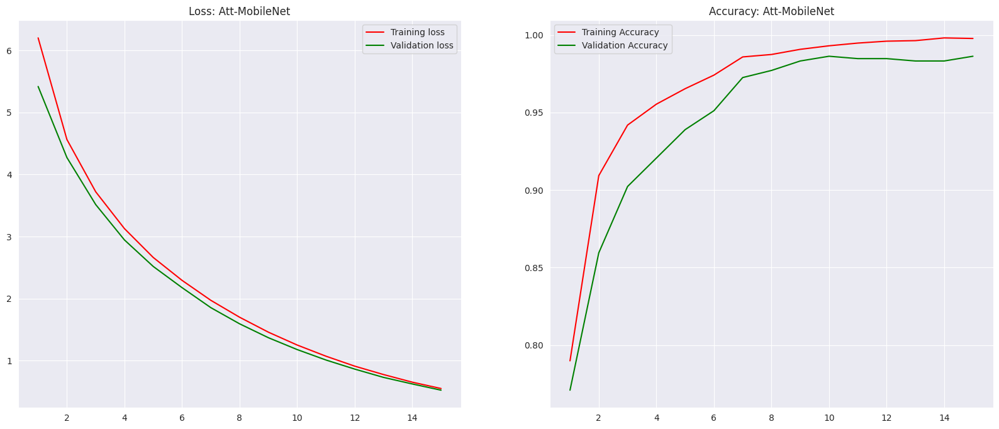 Loss: Att-MobileNet
Training loss
Validation loss
6
5
4
3
2
1
2 4 6 8 10 12 14
Accuracy: Att-MobileNet
Training Accuracy
Validation Accuracy
1.00
0.95
0.90
0.85
0.80
2 4 6 8 10 12 14